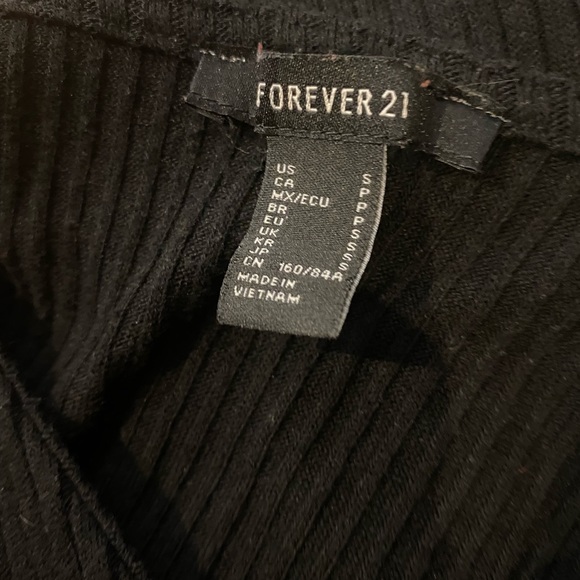 FOREVER 21
US S
CA P
MX/ECU P
BR P
EU S
UK S
KR S
JP S
CN 160/84A
MADE IN
VIETNAM